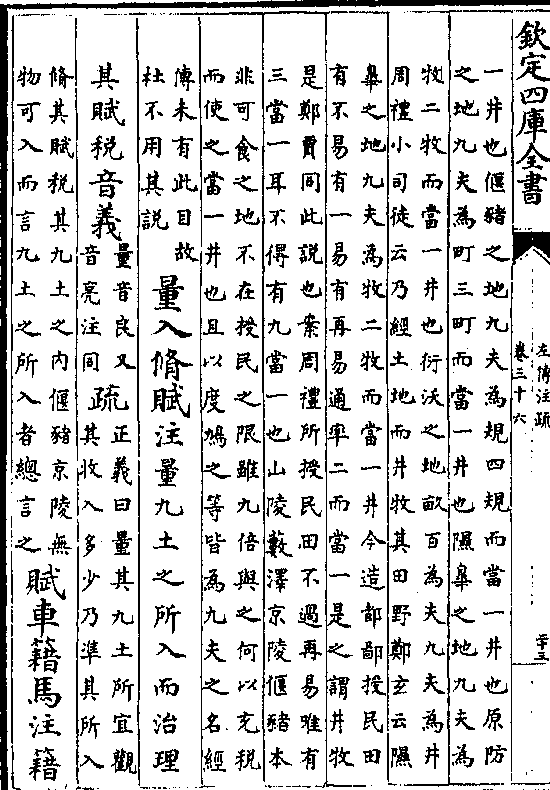 欽定四庫全書
左傳注疏
卷三十六
二十三
一井也偃豬之地九夫為規四規而當一井也原防
之地九夫為町三町而當一井也隰臯之地九夫為
牧二牧而當一井也衍沃之地畝百為夫九夫為井
周禮小司徒云乃經土地而井牧其田野鄭玄云隰
臯之地九夫為牧二牧而當一井今造都鄙授民田
有不易有一易有再易通率二而當一是之謂井牧
是鄭賈同此說也案周禮所授民田不過再易唯有
三當一耳不得有九當一也山陵藪澤京陵偃豬本
非可食之地不在授民之限雖九倍與之何以充稅
而使之當一井也且以度鳩之等皆為九夫之名經
傳未有此目故
杜不用其說
量入脩賦注量九土之所入而治理
其賦稅音義
量音良又
音亮注同
疏
正義曰量其九土所宜觀
其收入多少乃準其所入
脩其賦稅其九土之內偃豬京陵無
物可入而言九土之所入者總言之
賦車籍馬注籍